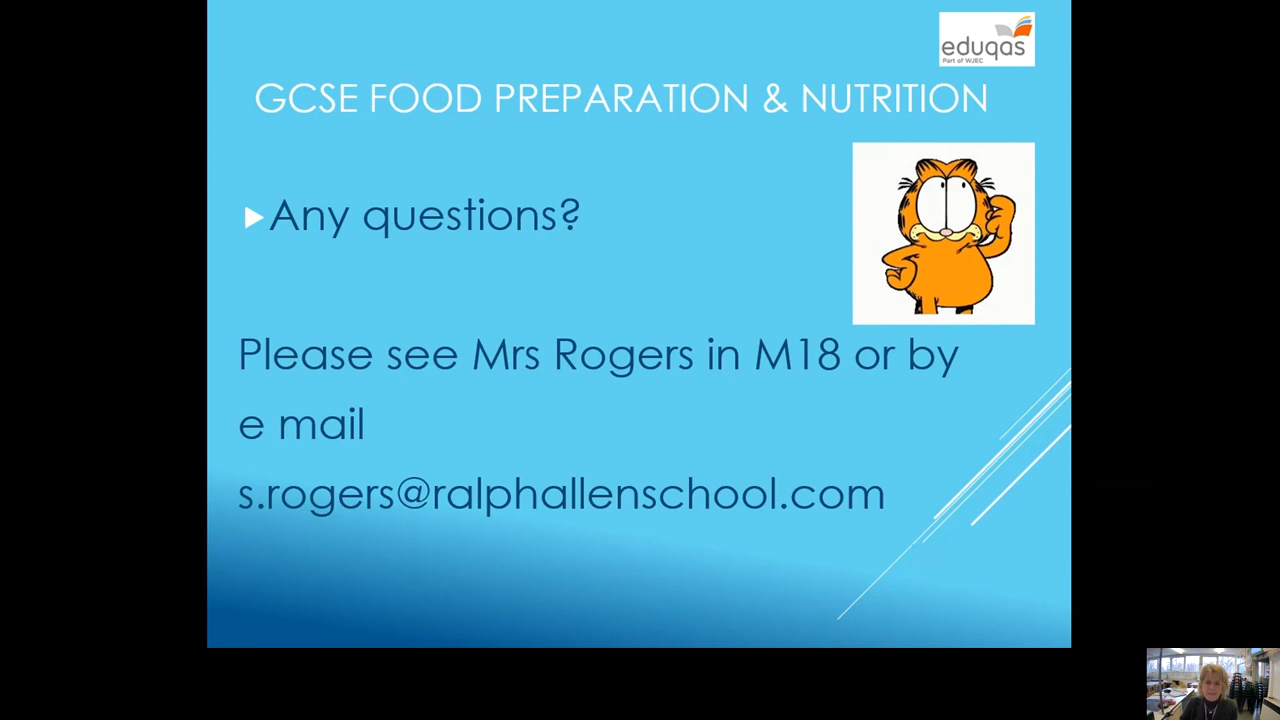 eduqas
Part of WJEC
GCSE FOOD PREPARATION & NUTRITION
Any questions?
Please see Mrs Rogers in M18 or by
e mail
s.rogers@ralphallenschool.com